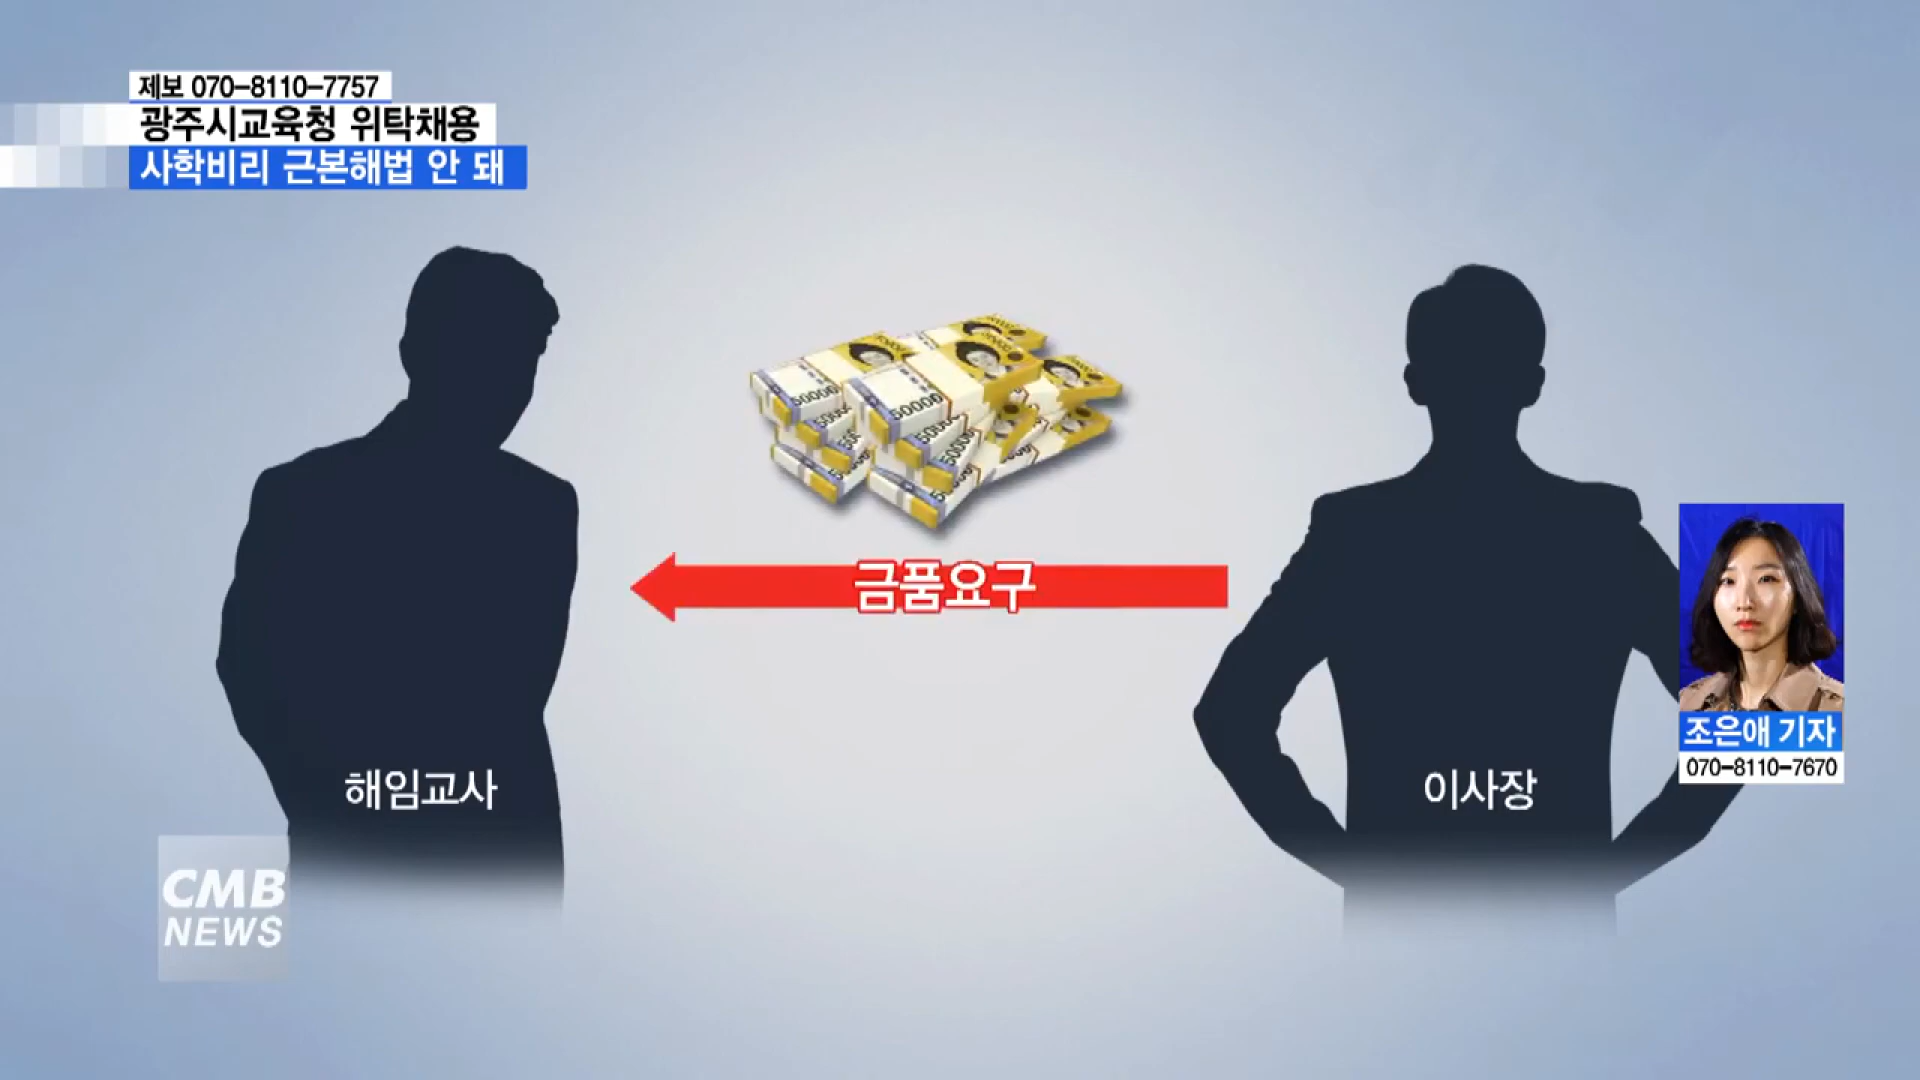 제보 070-8110-7757
광주시교육청 위탁채용
사학비리 근본해법 안 돼
50000
50000
금품요구
해임교사
이사장
조은애 기자
070-8110-7670
CMB
NEWS